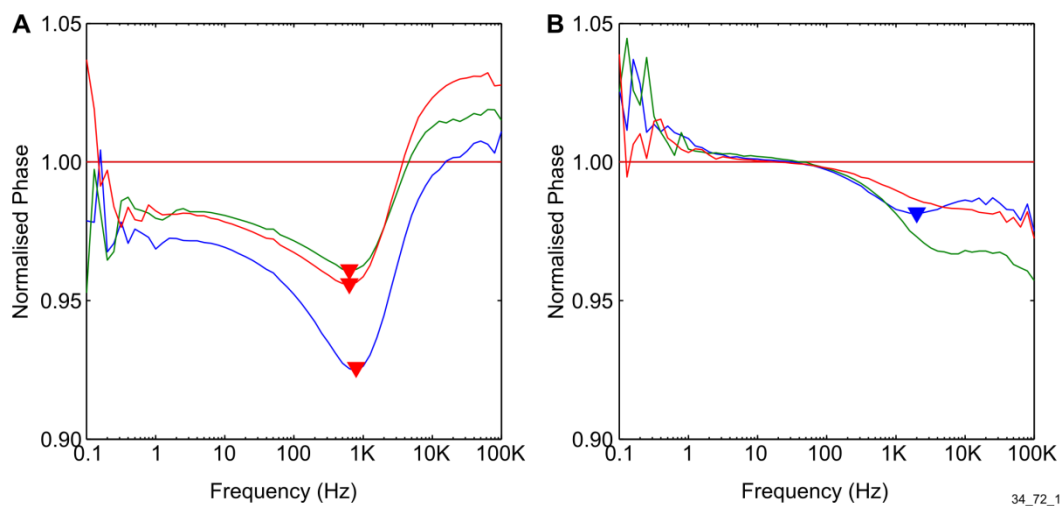 A
B
1.05
1.00
0.95
0.90
Normalised Phase
0.1 1 10 100 1K 10K 100K
Frequency (Hz)
1.05
1.00
0.95
0.90
Normalised Phase
0.1 1 10 100 1K 10K 100K
Frequency (Hz)
34_72_1